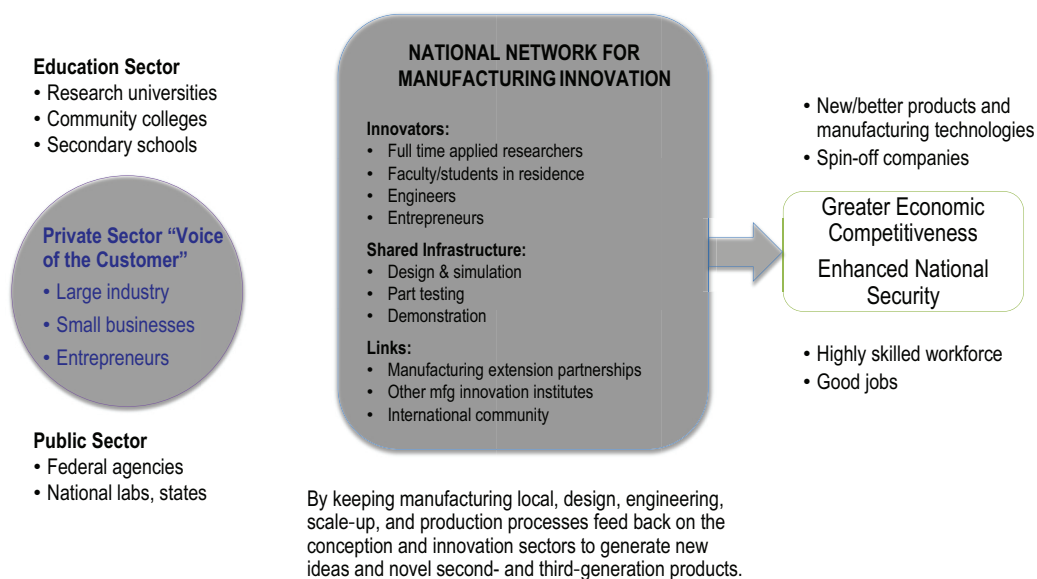 Education Sector
• Research universities
• Community colleges
• Secondary schools
Private Sector “Voice
of the Customer”
• Large industry
• Small businesses
• Entrepreneurs
Public Sector
• Federal agencies
• National labs, states
NATIONAL NETWORK FOR
MANUFACTURING INNOVATION
Innovators:
• Full time applied researchers
• Faculty/students in residence
• Engineers
• Entrepreneurs
Shared Infrastructure:
• Design & simulation
• Part testing
• Demonstration
Links:
• Manufacturing extension partnerships
• Other mfg innovation institutes
• International community
By keeping manufacturing local, design, engineering,
scale-up, and production processes feed back on the
conception and innovation sectors to generate new
ideas and novel second- and third-generation products.
• New/better products and
manufacturing technologies
• Spin-off companies
Greater Economic
Competitiveness
Enhanced National
Security
• Highly skilled workforce
• Good jobs